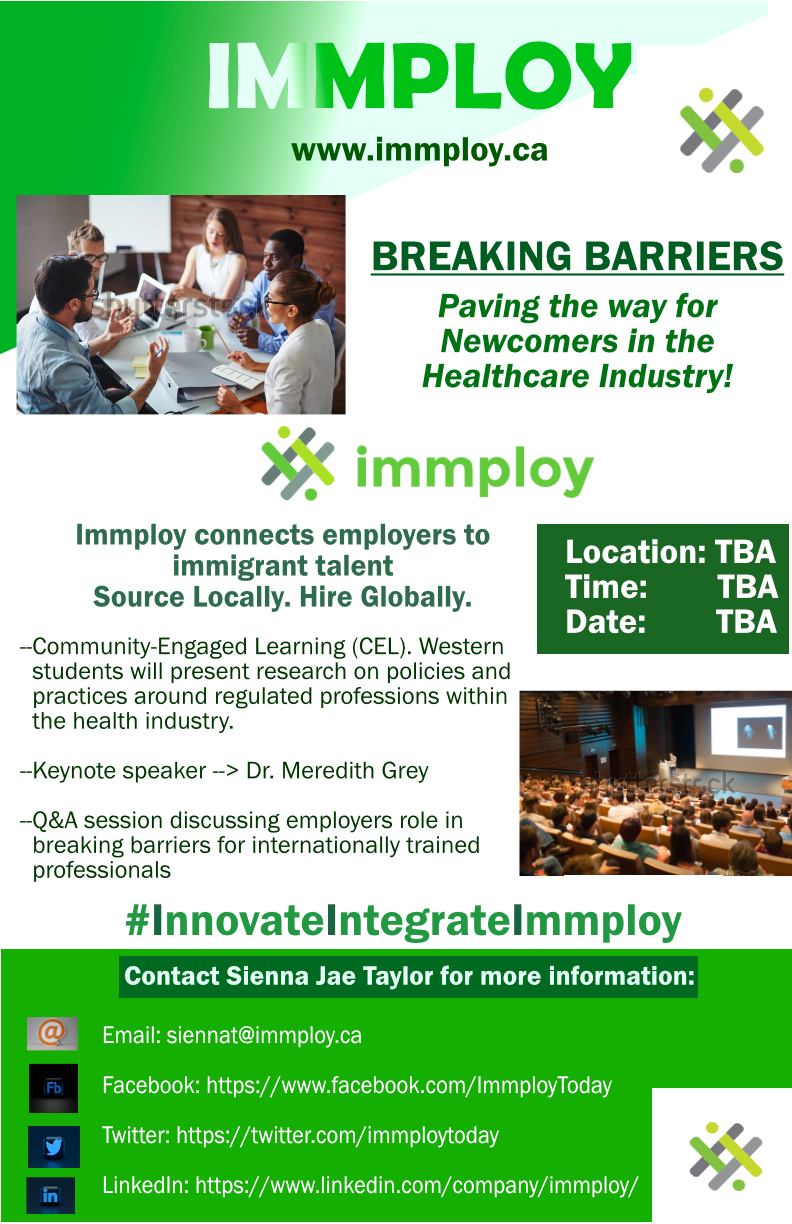 IMMPLOY
www.immploy.ca
shutterstock
BREAKING BARRIERS
Paving the way for
Newcomers in the
Healthcare Industry!
immploy
Immploy connects employers to
immigrant talent
Source Locally. Hire Globally.
Location: TBA
Time: TBA
Date: TBA
--Community-Engaged Learning (CEL). Western
students will present research on policies and
practices around regulated professions within
the health industry.
--Keynote speaker --> Dr. Meredith Grey
--Q&A session discussing employers role in
breaking barriers for internationally trained
professionals
shutterstock
#InnovateIntegrateImmploy
Contact Sienna Jae Taylor for more information:
@
Email: siennat@immploy.ca
Fb
Facebook: https://www.facebook.com/ImmployToday
Twitter: https://twitter.com/immploytoday
in
LinkedIn: https://www.linkedin.com/company/immploy/